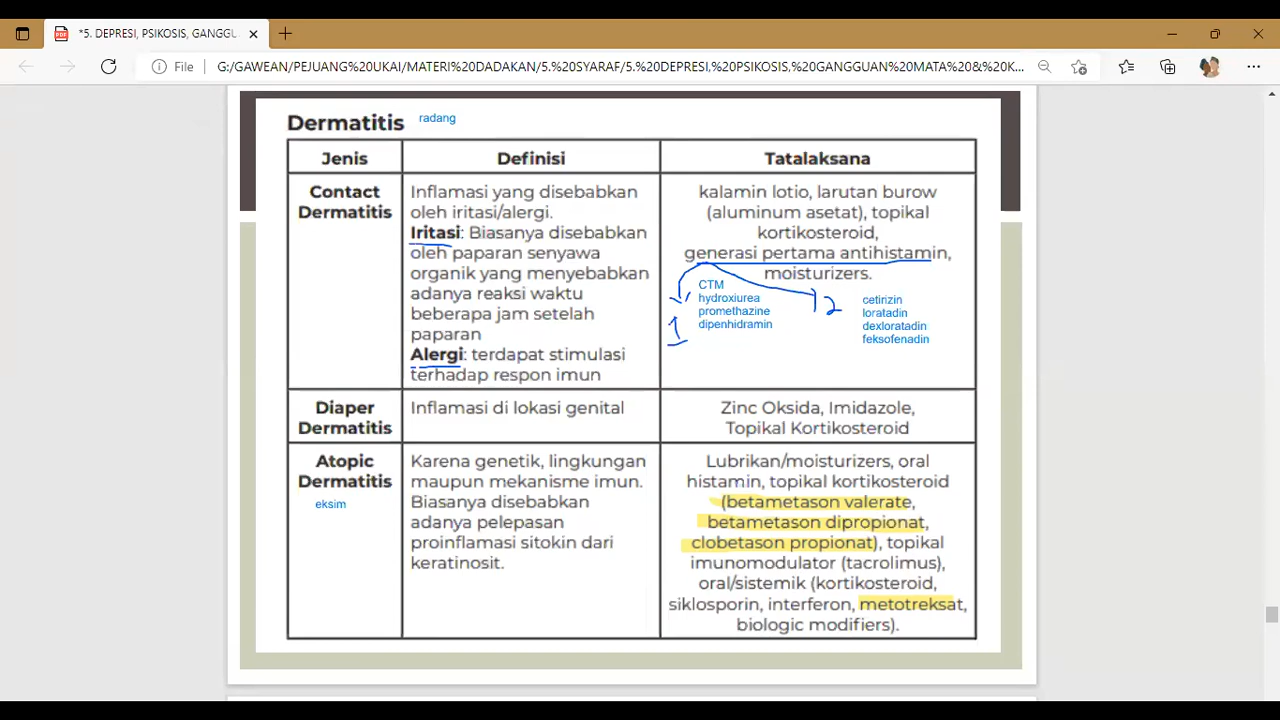 *5. DEPRESI, PSIKOSIS, GANGGU
File
G:/GAWEAN/PEJUANG%20UKAI/MATERI%20DADAKAN/5.%20SYARAF/5.%20DEPRESI,%20PSIKOSIS,%20GANGGUAN%20MATA%20&%20K...
Dermatitis radang
Jenis
Definisi
Tatalaksana
Contact
Dermatitis
Inflamasi yang disebabkan
oleh iritasi/alergi.
Iritasi: Biasanya disebabkan
oleh paparan senyawa
organik yang menyebabkan
adanya reaksi waktu
beberapa jam setelah
paparan
Alergi: terdapat stimulasi
terhadap respon imun
kalamin lotio, larutan burow
(aluminum asetat), topikal
kortikosteroid,
generasi pertama antihistamin,
moisturizers.
1
CTM
hydroxiurea
promethazine
dipenhidramin
2
cetirizin
loratadin
dexloratadin
feksofenadin
Diaper
Dermatitis
Inflamasi di lokasi genital
Zinc Oksida, Imidazole,
Topikal Kortikosteroid
Atopic
Dermatitis
eksim
Karena genetik, lingkungan
maupun mekanisme imun.
Biasanya disebabkan
adanya pelepasan
proinflamasi sitokin dari
keratinosit.
Lubrikan/moisturizers, oral
histamin, topikal kortikosteroid
(betametason valerate,
betametason dipropionat,
clobetason propionat), topikal
imunomodulator (tacrolimus),
oral/sistemik (kortikosteroid,
siklosporin, interferon, metotreksat,
biologic modifiers).